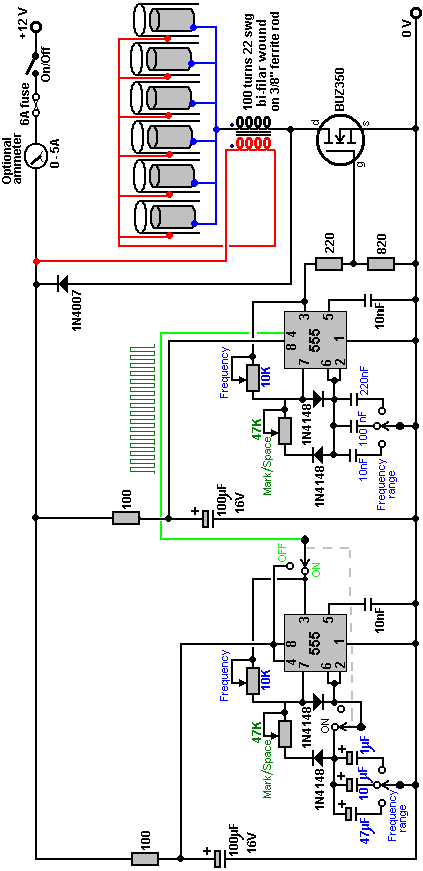 +12 V
On/Off
6A fuse
Optional
ammeter
0 - 5A
100 turns 22 swg
bi-filar wound
on 3/8" ferrite rod
0 V
BUZ350
d
s
g
220
820
1N4007
10nF
3
5
4
8
555
1
7
6
2
Frequency
10K
47K
Mark/Space
1N4148
1N4148
220nF
100nF
10nF
Frequency
range
100
+
100µF
16V
OFF
ON
3
5
8
4
555
1
7
6
2
10nF
Frequency
10K
47K
Mark/Space
1N4148
1N4148
ON
+
1µF
+
10µF
+
47µF
Frequency
range
100
+
100µF
16V